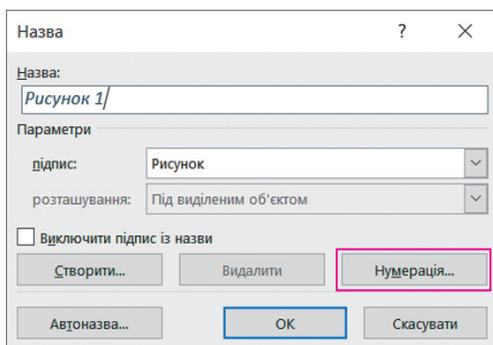 Назва ? ×
Назва:
Рисунок 1
Параметри
підпис: Рисунок
розташування: Під виділеним об'єктом
Виключити підпис із назви
Створити... Видалити Нумерація...
Автоназва... ОК Скасувати